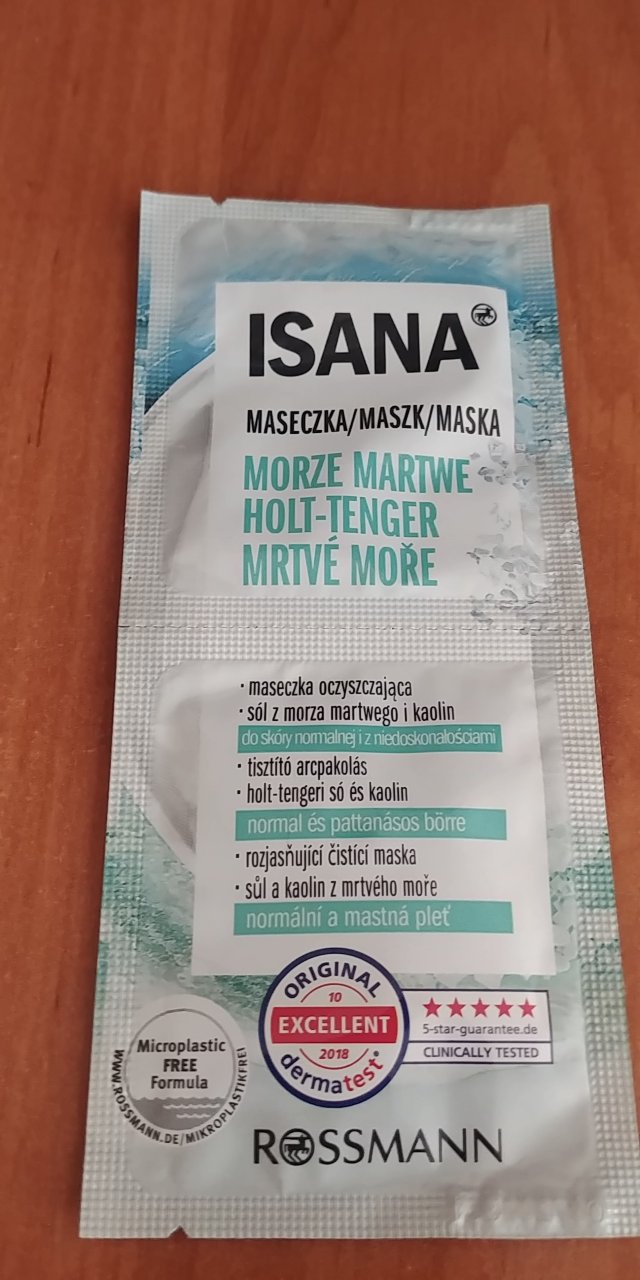 ISANA
MASECZKA/MASZK/MASKA
MORZE MARTWE
HOLT-TENGER
MRTVÉ MOŘE
· maseczka oczyszczająca
· sól z morza martwego i kaolin
do skóry normalnej i z niedoskonałościami
· tisztító arcpakolás
· holt-tengeri só és kaolin
normal és pattanásos börre
· rozjasňující čistící maska
· sůl a kaolin z mrtvého moře
normální a mastná pleť
ORIGINAL
10
EXCELLENT
2018
dermatest®
5-star-guarantee.de
CLINICALLY TESTED
Microplastic
FREE
Formula
WWW.ROSSMANN.DE/MIKROPLASTIKFREI
ROSSMANN